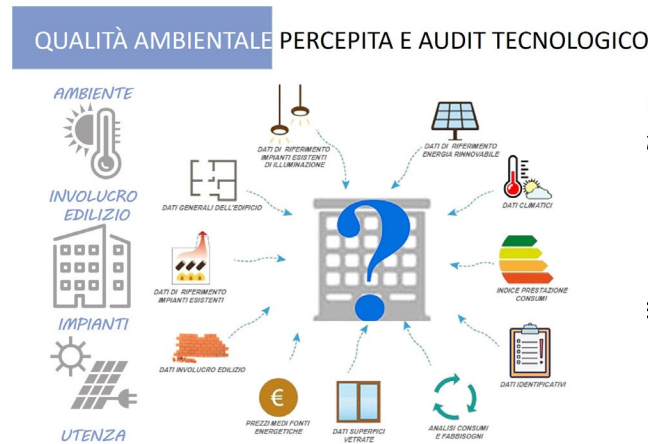 QUALITÀ AMBIENTALE PERCEPITA E AUDIT TECNOLOGICO
AMBIENTE
INVOLUCRO
EDILIZIO
IMPIANTI
UTENZA
DATI DI RIFERIMENTO
IMPIANTI ESISTENTI
DI ILLUMINAZIONE
DATI DI RIFERIMENTO
ENERGIA RINNOVABILE
DATI GENERALI DELL'EDIFICIO
DATI CLIMATICI
?
DATI DI RIFERIMENTO
IMPIANTI ESISTENTI
INDICE PRESTAZIONE
CONSUMI
DATI INVOLUCRO EDILIZIO
DATI IDENTIFICATIVI
€
PREZZI MEDI FONTI
ENERGETICHE
DATI SUPERFICI
VETRATE
ANALISI CONSUMI
E FABBISOGNI